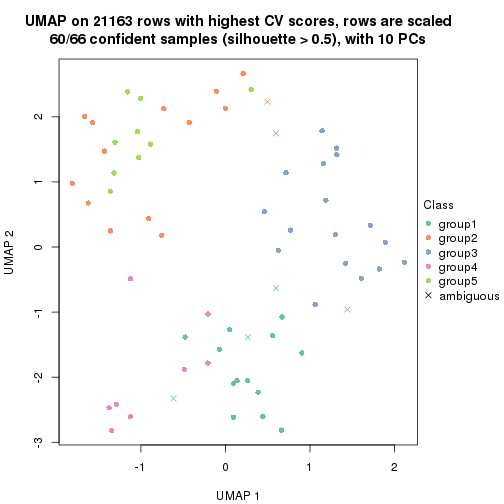 UMAP on 21163 rows with highest CV scores, rows are scaled
60/66 confident samples (silhouette > 0.5), with 10 PCs
UMAP 2
2
1
0
-1
-2
-3
-1
0
1
2
UMAP 1
Class
group1
group2
group3
group4
group5
ambiguous